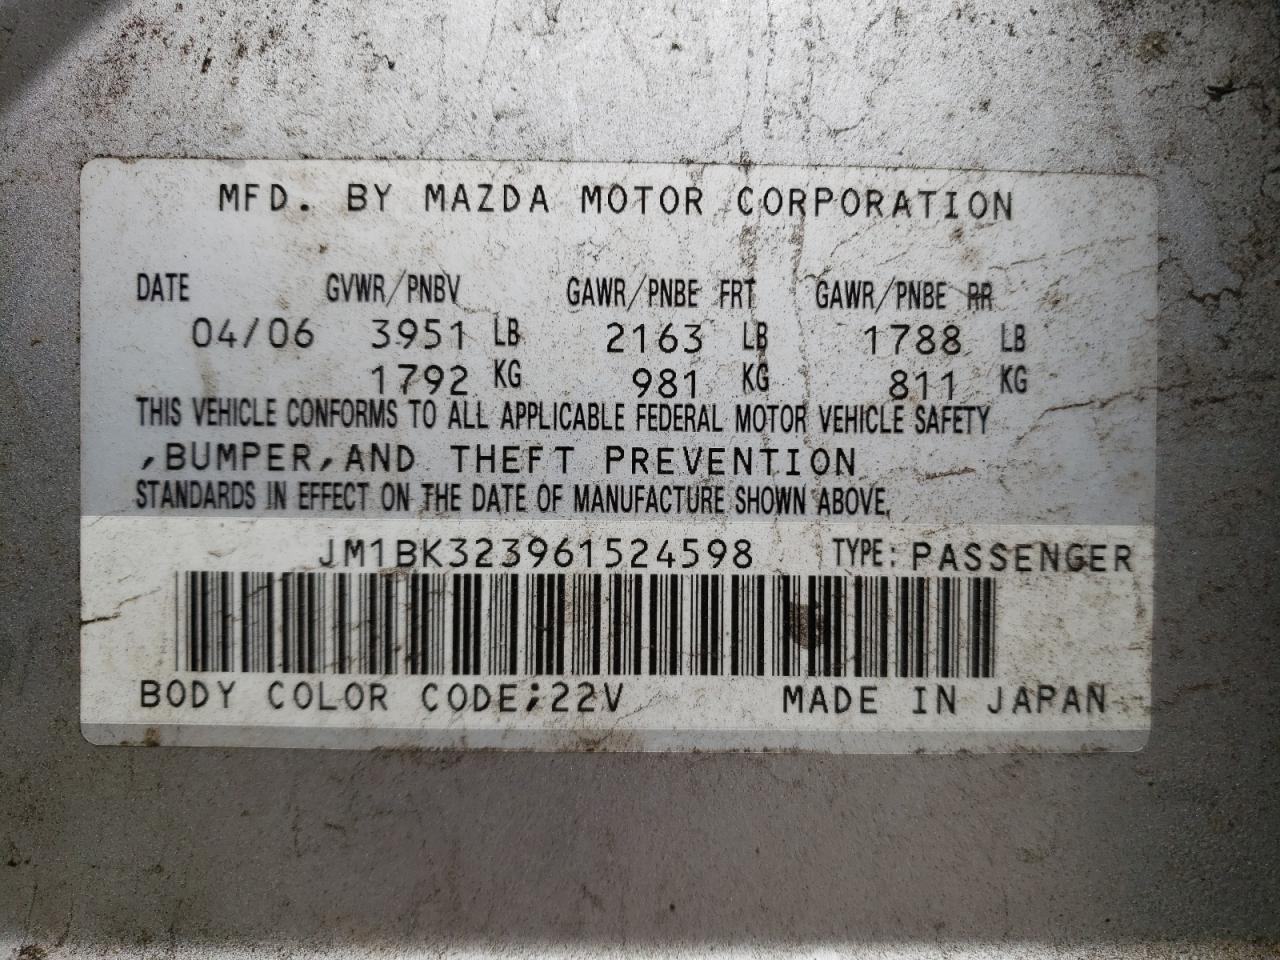 MFD. BY MAZDA MOTOR CORPORATION
DATE GVWR/PNBV GAWR/PNBE FRT GAWR/PNBE RR
04/06 3951 LB 2163 LB 1788 LB
1792 KG 981 KG 811 KG
THIS VEHICLE CONFORMS TO ALL APPLICABLE FEDERAL MOTOR VEHICLE SAFETY
,BUMPER,AND THEFT PREVENTION
STANDARDS IN EFFECT ON THE DATE OF MANUFACTURE SHOWN ABOVE.
JM1BK323961524598 TYPE: PASSENGER
BODY COLOR CODE;22V MADE IN JAPAN